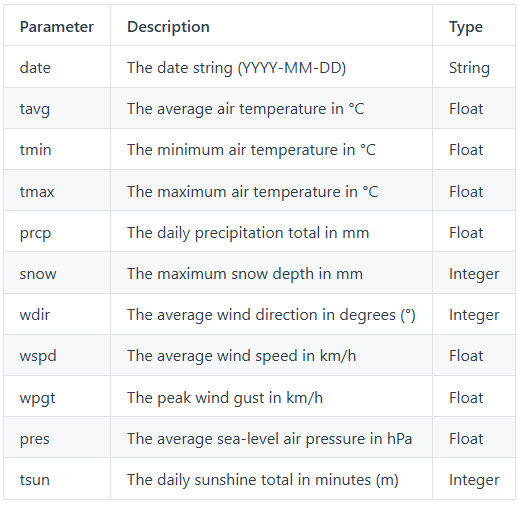 Parameter Description Type
date The date string (YYYY-MM-DD) String
tavg The average air temperature in °C Float
tmin The minimum air temperature in °C Float
tmax The maximum air temperature in °C Float
prcp The daily precipitation total in mm Float
snow The maximum snow depth in mm Integer
wdir The average wind direction in degrees (°) Integer
wspd The average wind speed in km/h Float
wpgt The peak wind gust in km/h Float
pres The average sea-level air pressure in hPa Float
tsun The daily sunshine total in minutes (m) Integer